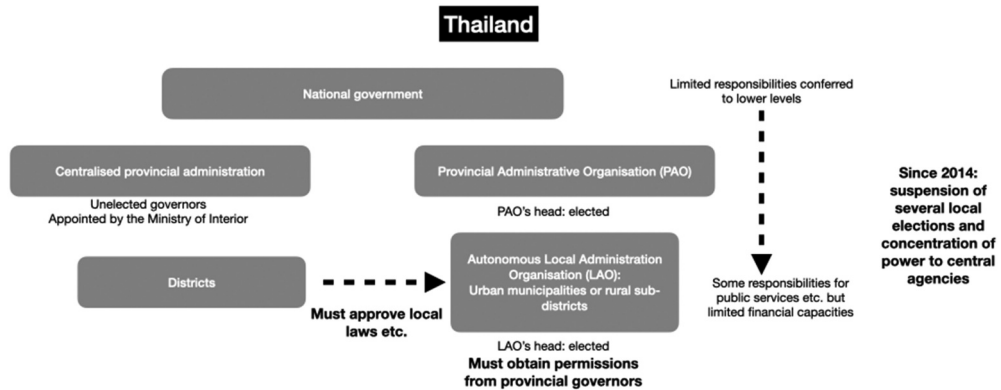 Thailand
National government
Limited responsibilities conferred
to lower levels
Centralised provincial administration
Provincial Administrative Organisation (PAO)
Unelected governors
Appointed by the Ministry of Interior
PAO's head: elected
Since 2014:
suspension of
several local
elections and
concentration of
power to central
agencies
Districts
Must approve local
laws etc.
Autonomous Local Administration
Organisation (LAO):
Urban municipalities or rural sub-
districts
Some responsibilities for
public services etc. but
limited financial capacities
LAO's head: elected
Must obtain permissions
from provincial governors